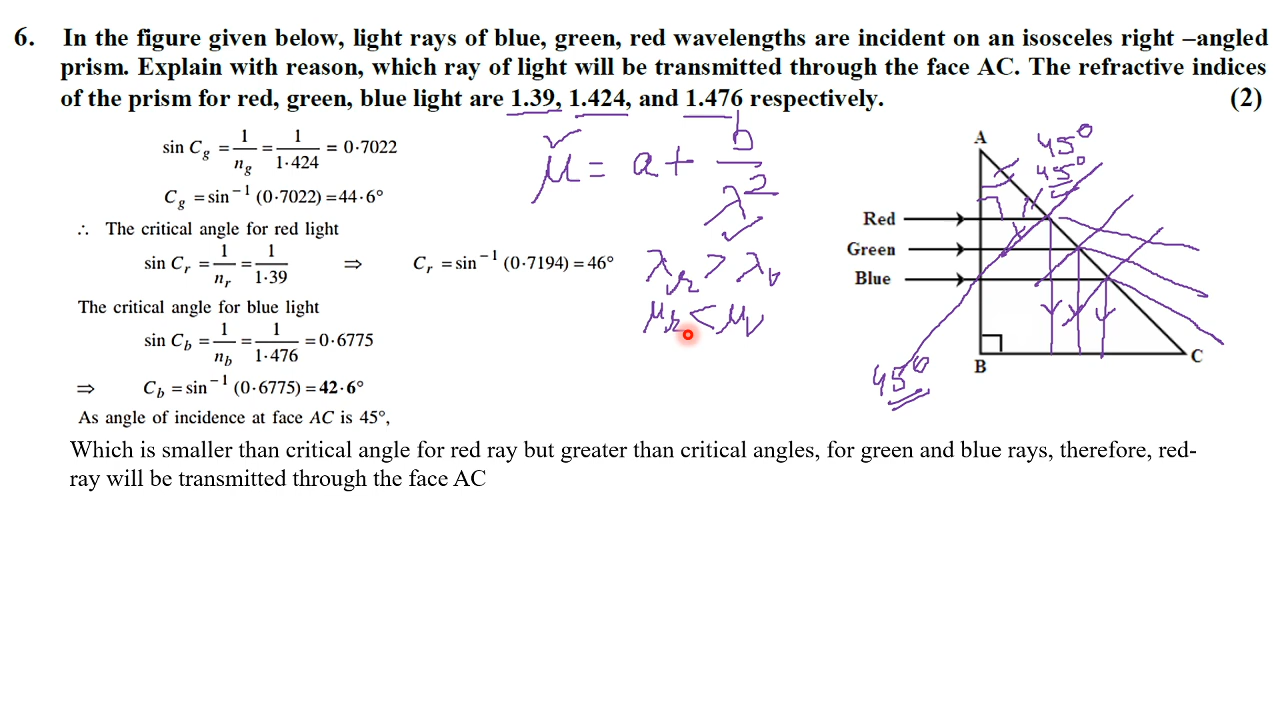 6. In the figure given below, light rays of blue, green, red wavelengths are incident on an isosceles right –angled
prism. Explain with reason, which ray of light will be transmitted through the face AC. The refractive indices
of the prism for red, green, blue light are 1.39, 1.424, and 1.476 respectively. (2)
sin C_g = 1/n_g = 1/1·424 = 0·7022
C_g = sin⁻¹ (0·7022) = 44·6°
∴ The critical angle for red light
sin C_r = 1/n_r = 1/1·39 ⇒ C_r = sin⁻¹ (0·7194) = 46°
The critical angle for blue light
sin C_b = 1/n_b = 1/1·476 = 0·6775
⇒ C_b = sin⁻¹ (0·6775) = 42·6°
As angle of incidence at face AC is 45°,
Which is smaller than critical angle for red ray but greater than critical angles, for green and blue rays, therefore, red-
ray will be transmitted through the face AC
μ = a + b/λ²
λ_r > λ_v
μ_r < μ_v
A
45°
45°
Red
Green
Blue
B
C
45°